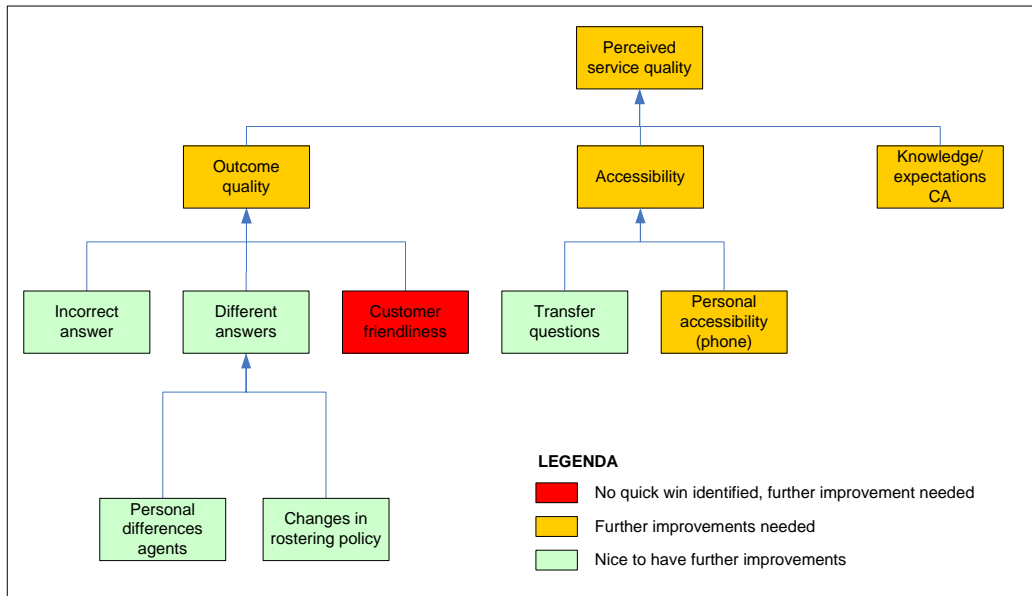 Perceived
service quality
Outcome
quality
Accessibility
Knowledge/
expectations
CA
Incorrect
answer
Different
answers
Customer
friendliness
Transfer
questions
Personal
accessibility
(phone)
Personal
differences
agents
Changes in
rostering policy
LEGENDA
No quick win identified, further improvement needed
Further improvements needed
Nice to have further improvements